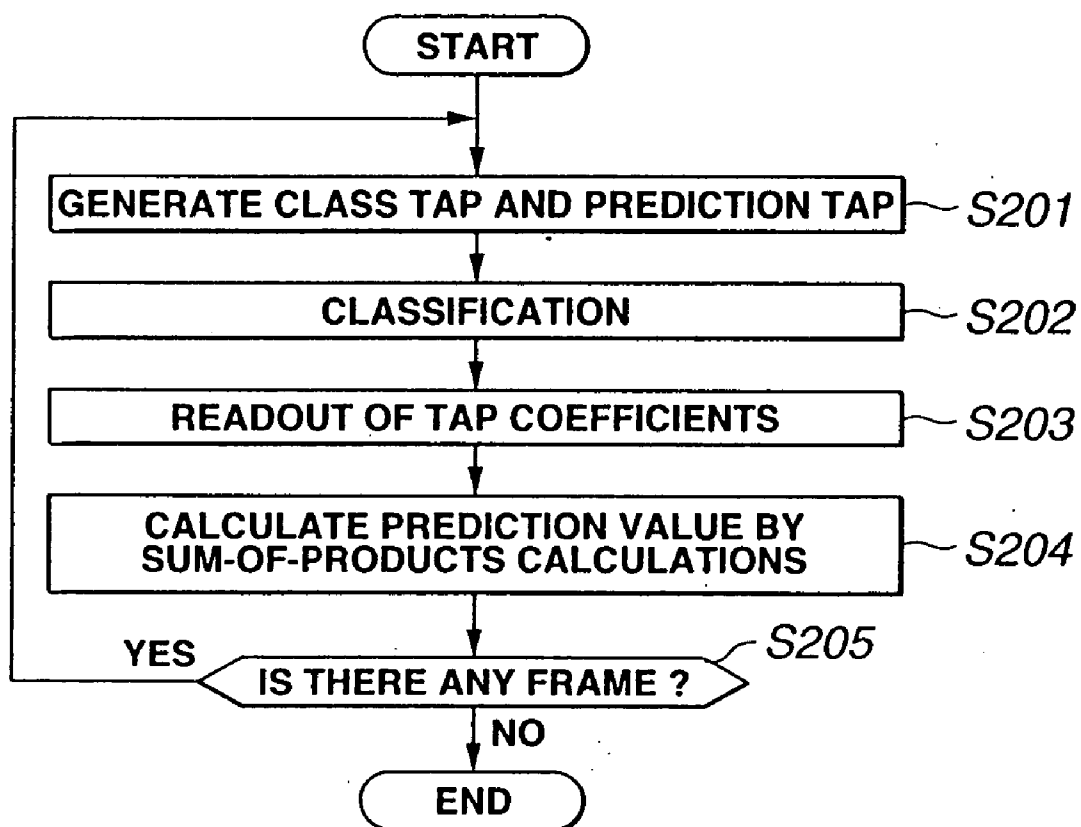 START
GENERATE CLASS TAP AND PREDICTION TAP
S201
CLASSIFICATION
S202
READOUT OF TAP COEFFICIENTS
S203
CALCULATE PREDICTION VALUE BY
SUM-OF-PRODUCTS CALCULATIONS
S204
YES
IS THERE ANY FRAME ?
S205
NO
END